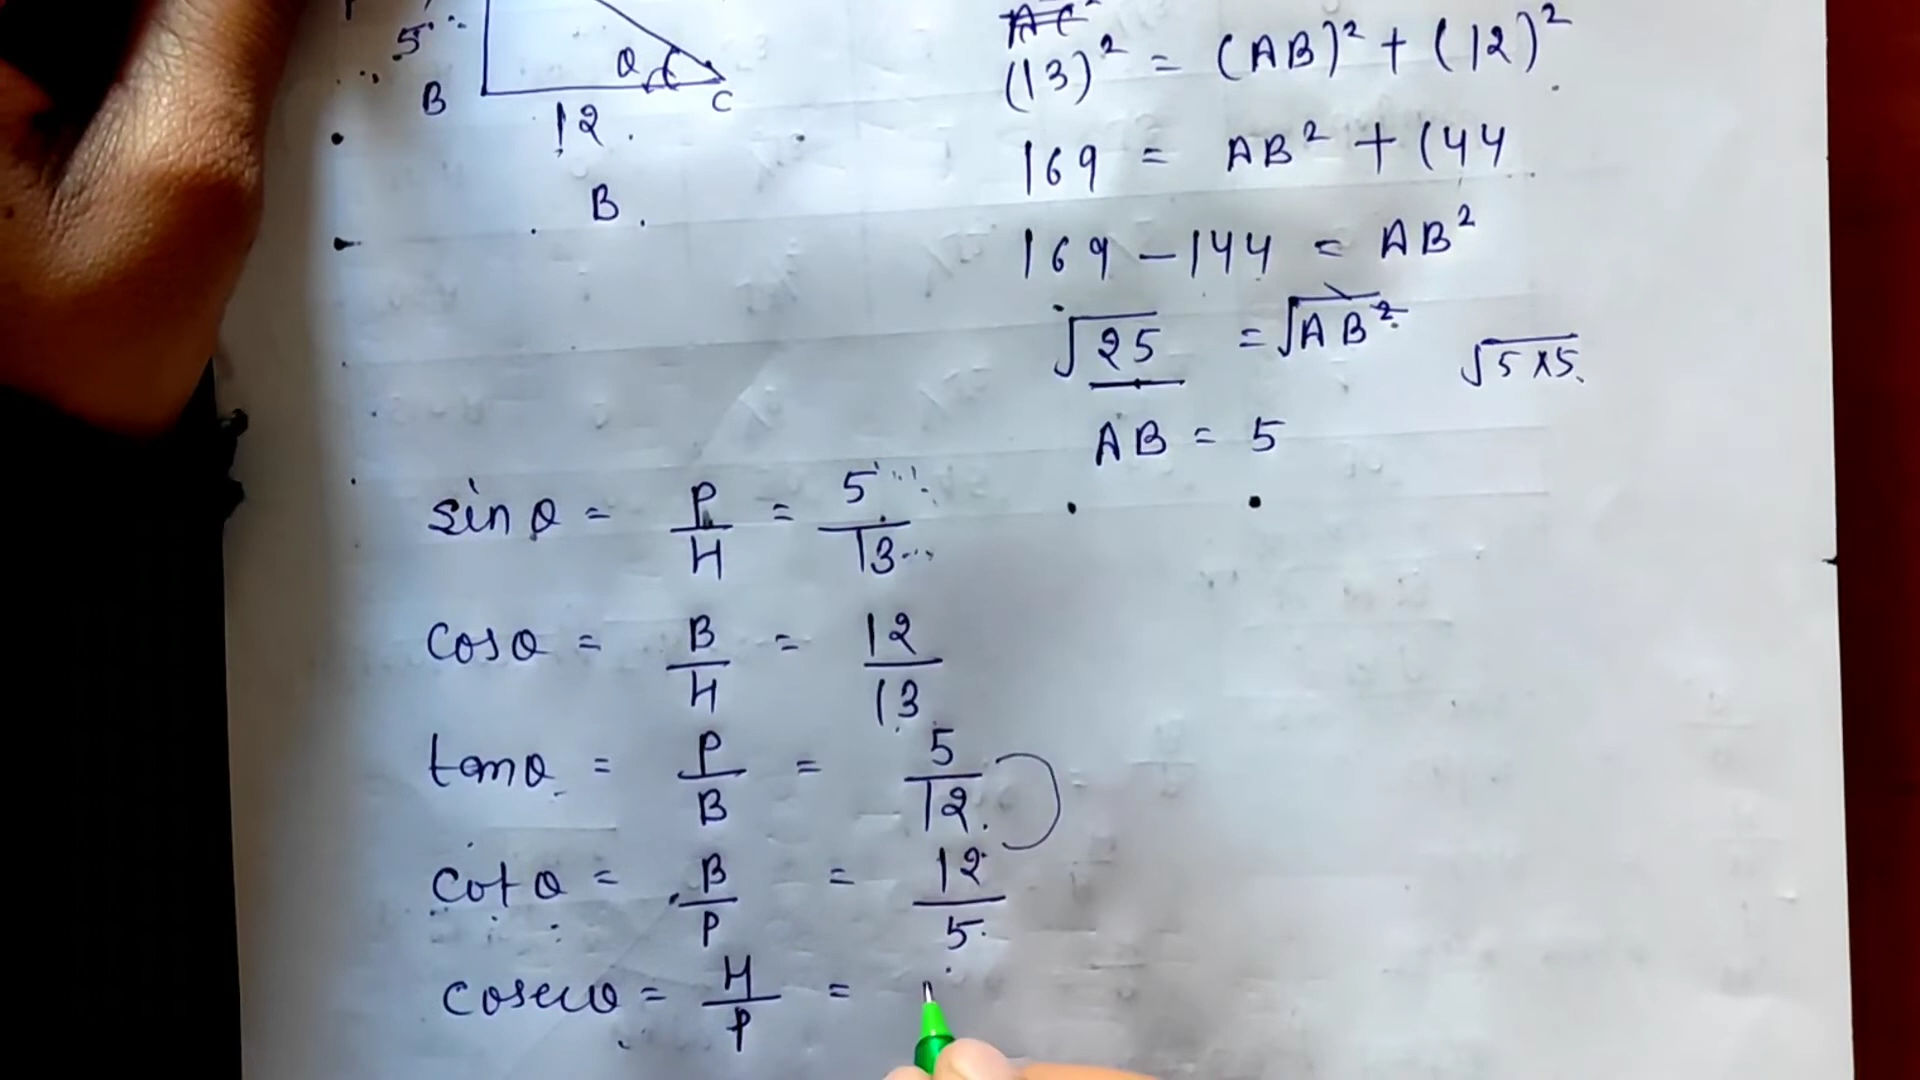 5
B
θ
C
12
B
AC²
(13)² = (AB)² + (12)²
169 = AB² + 144
169 - 144 = AB²
√25 = √AB²
√5×5
AB = 5
sin θ = P/H = 5/13
cos θ = B/H = 12/13
tan θ = P/B = 5/12
cot θ = B/P = 12/5
cosec θ = H/P =